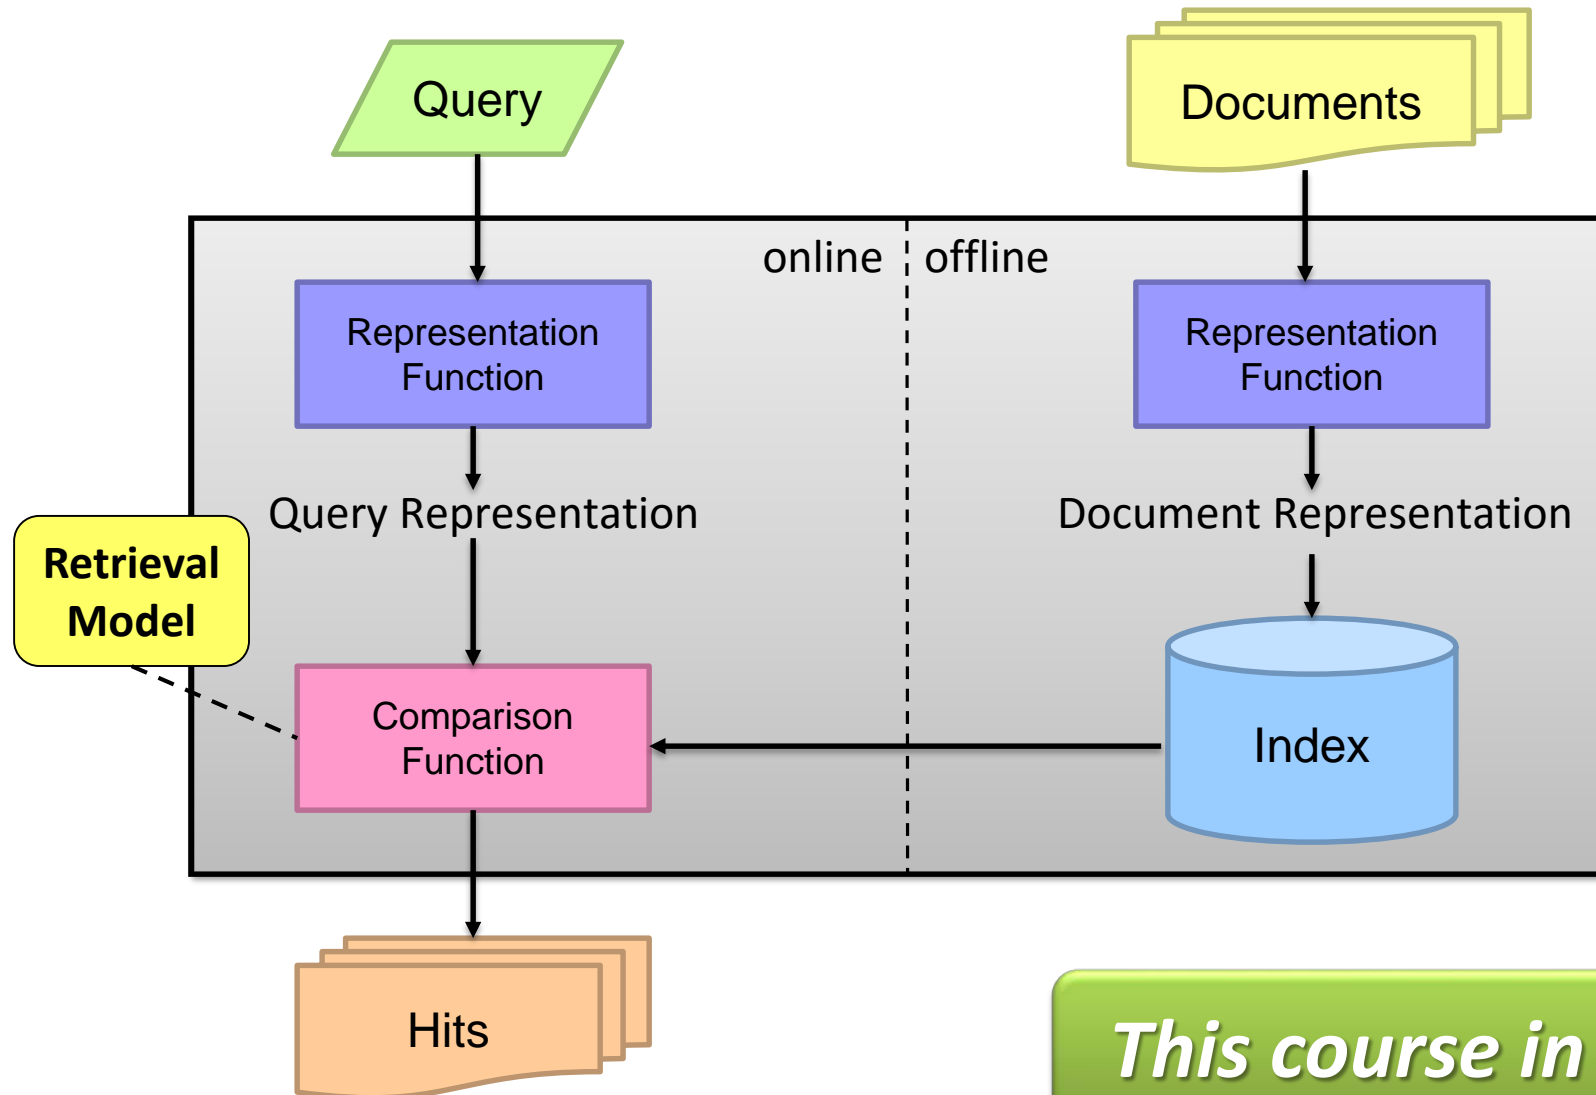 Query
Documents
online
offline
Representation
Function
Representation
Function
Query Representation
Document Representation
Retrieval
Model
Comparison
Function
Index
Hits
This course in